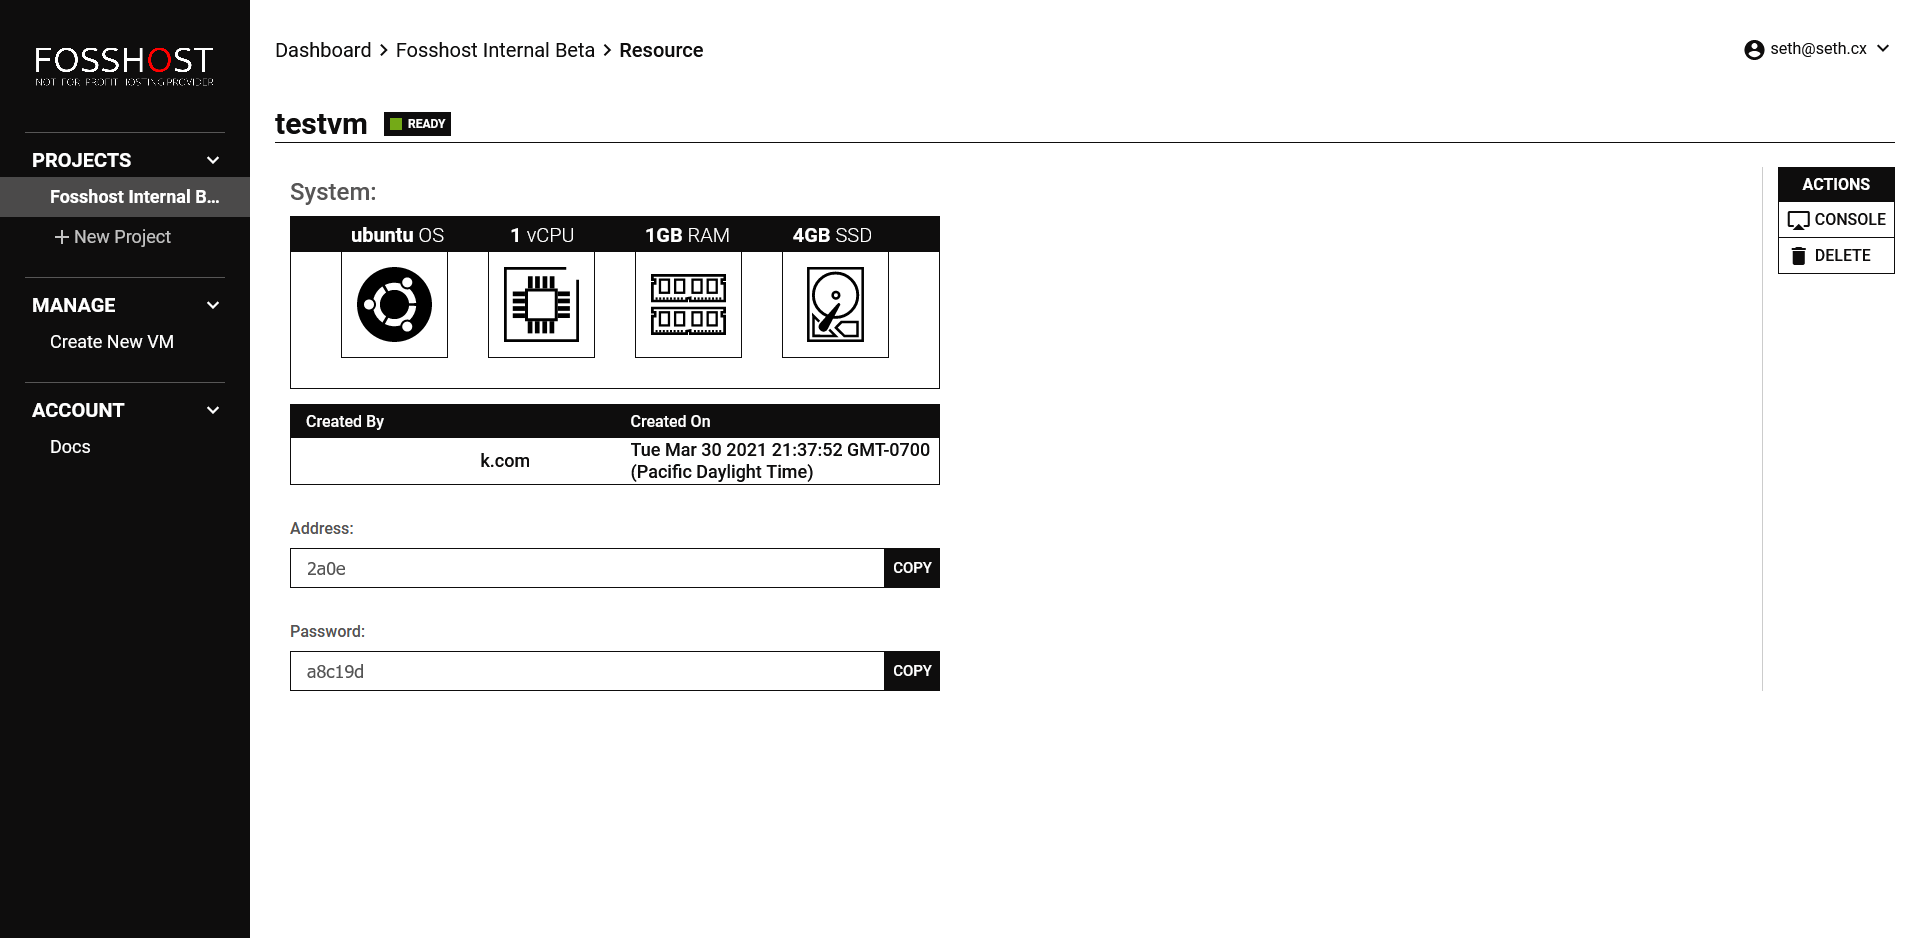 FOSSHOST
NOT FOR PROFIT HOSTING PROVIDER
PROJECTS
Fosshost Internal B...
+ New Project
MANAGE
Create New VM
ACCOUNT
Docs
Dashboard > Fosshost Internal Beta > Resource
seth@seth.cx
testvm READY
System:
ubuntu OS 1 vCPU 1GB RAM 4GB SSD
Created By Created On
k.com Tue Mar 30 2021 21:37:52 GMT-0700
(Pacific Daylight Time)
Address:
2a0e COPY
Password:
a8c19d COPY
ACTIONS
CONSOLE
DELETE